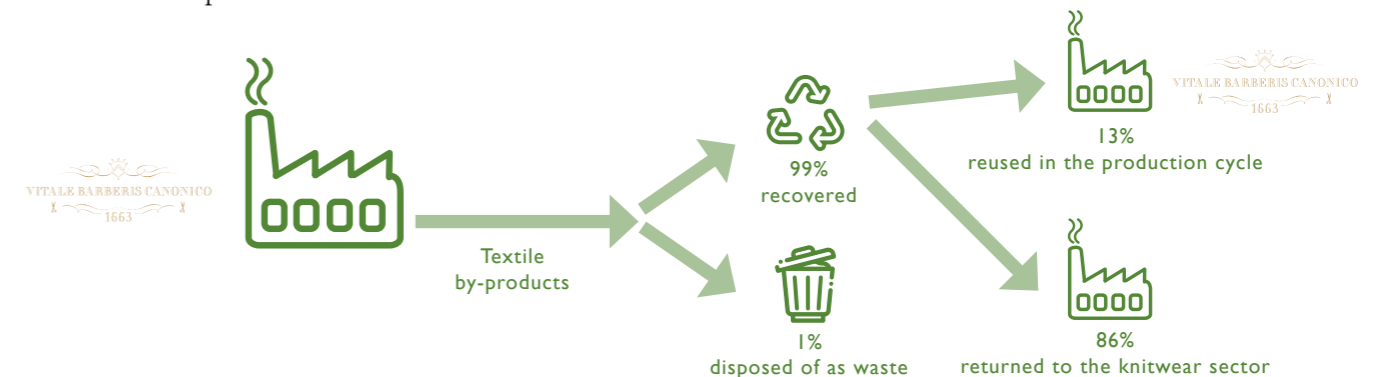 VITALE BARBERIS CANONICO
1663
Textile
by-products
99%
recovered
1%
disposed of as waste
VITALE BARBERIS CANONICO
1663
13%
reused in the production cycle
86%
returned to the knitwear sector